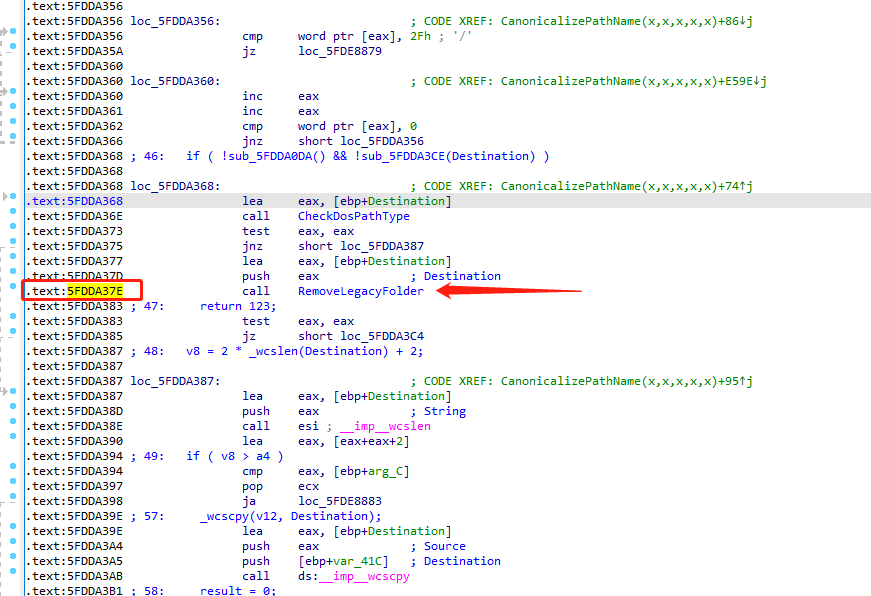 .text:5FDDA356
.text:5FDDA356 loc_5FDDA356: ; CODE XREF: CanonicalizePathName(x,x,x,x,x)+86↓j
.text:5FDDA356 cmp word ptr [eax], 2Fh ; '/'
.text:5FDDA35A jz loc_5FDE8879
.text:5FDDA360
.text:5FDDA360 loc_5FDDA360: ; CODE XREF: CanonicalizePathName(x,x,x,x,x)+E59E↓j
.text:5FDDA360 inc eax
.text:5FDDA361 inc eax
.text:5FDDA362 cmp word ptr [eax], 0
.text:5FDDA366 jnz short loc_5FDDA356
.text:5FDDA368 ; 46: if ( !sub_5FDDA0DA() && !sub_5FDDA3CE(Destination) )
.text:5FDDA368
.text:5FDDA368 loc_5FDDA368: ; CODE XREF: CanonicalizePathName(x,x,x,x,x)+74↑j
.text:5FDDA368 lea eax, [ebp+Destination]
.text:5FDDA36E call CheckDosPathType
.text:5FDDA373 test eax, eax
.text:5FDDA375 jnz short loc_5FDDA387
.text:5FDDA377 lea eax, [ebp+Destination]
.text:5FDDA37D push eax ; Destination
.text:5FDDA37E call RemoveLegacyFolder
.text:5FDDA383 ; 47: return 123;
.text:5FDDA383 test eax, eax
.text:5FDDA385 jz short loc_5FDDA3C4
.text:5FDDA387 ; 48: v8 = 2 * _wcslen(Destination) + 2;
.text:5FDDA387
.text:5FDDA387 loc_5FDDA387: ; CODE XREF: CanonicalizePathName(x,x,x,x,x)+95↑j
.text:5FDDA387 lea eax, [ebp+Destination]
.text:5FDDA38D push eax ; String
.text:5FDDA38E call esi ; __imp__wcslen
.text:5FDDA390 lea eax, [eax+eax+2]
.text:5FDDA394 ; 49: if ( v8 > a4 )
.text:5FDDA394 cmp eax, [ebp+arg_C]
.text:5FDDA397 pop ecx
.text:5FDDA398 ja loc_5FDE8883
.text:5FDDA39E ; 57: _wcscpy(v12, Destination);
.text:5FDDA39E lea eax, [ebp+Destination]
.text:5FDDA3A4 push eax ; Source
.text:5FDDA3A5 push [ebp+var_41C] ; Destination
.text:5FDDA3AB call ds:__imp__wcscpy
.text:5FDDA3B1 ; 58: result = 0;